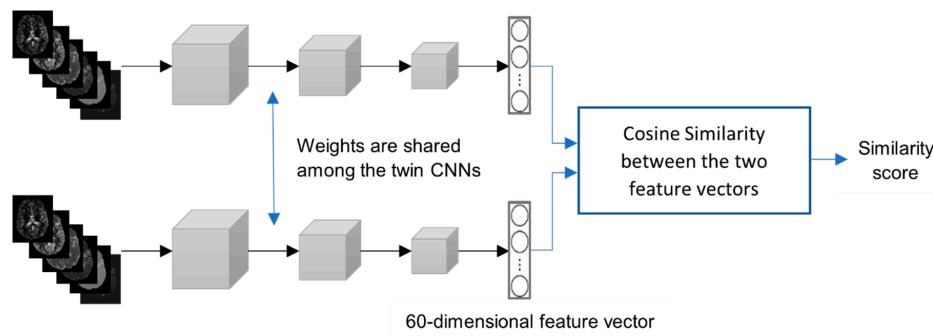 Weights are shared
among the twin CNNs
Cosine Similarity
between the two
feature vectors
Similarity
score
60-dimensional feature vector